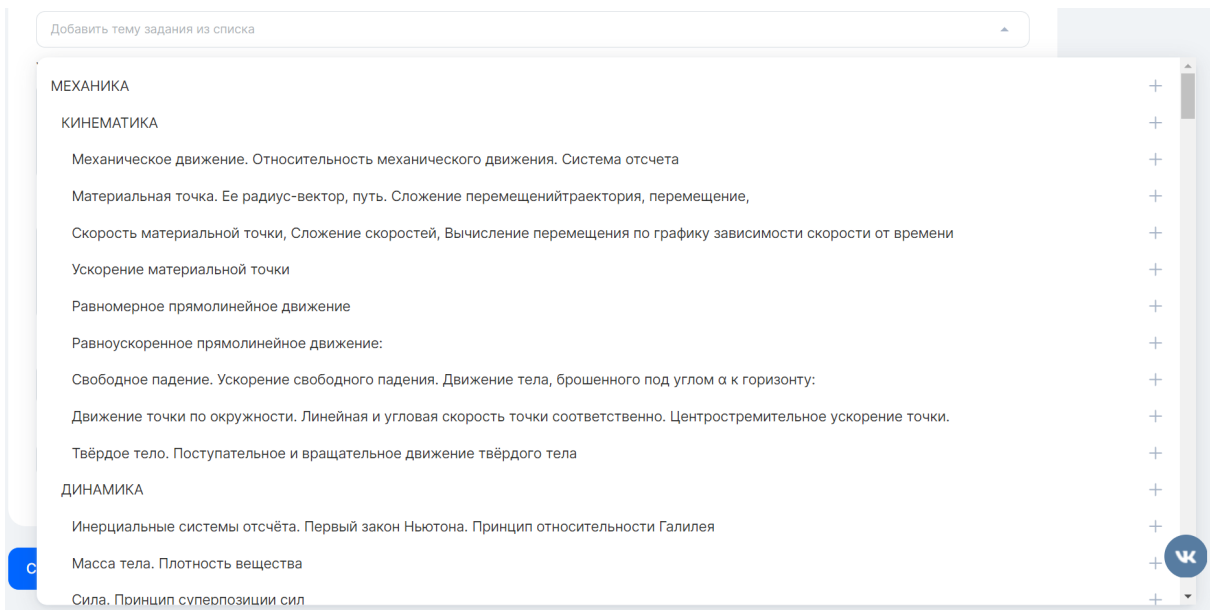 Добавить тему задания из списка
МЕХАНИКА
КИНЕМАТИКА
Механическое движение. Относительность механического движения. Система отсчета
Материальная точка. Ее радиус-вектор, путь. Сложение перемещенийтраектория, перемещение,
Скорость материальной точки, Сложение скоростей, Вычисление перемещения по графику зависимости скорости от времени
Ускорение материальной точки
Равномерное прямолинейное движение
Равноускоренное прямолинейное движение:
Свободное падение. Ускорение свободного падения. Движение тела, брошенного под углом α к горизонту:
Движение точки по окружности. Линейная и угловая скорость точки соответственно. Центростремительное ускорение точки.
Твёрдое тело. Поступательное и вращательное движение твёрдого тела
ДИНАМИКА
Инерциальные системы отсчёта. Первый закон Ньютона. Принцип относительности Галилея
Масса тела. Плотность вещества
Сила. Принцип суперпозиции сил